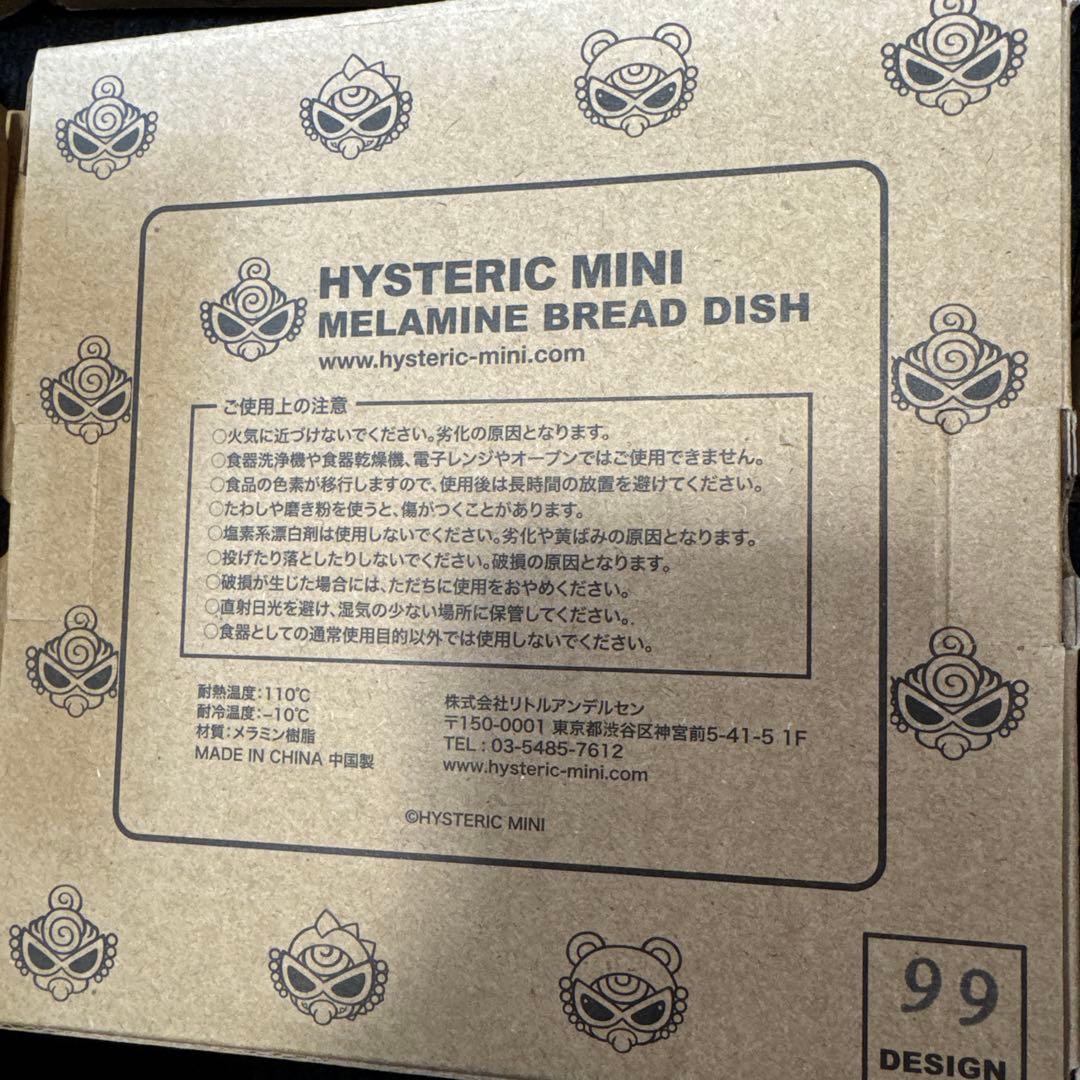 HYSTERIC MINI
MELAMINE BREAD DISH
www.hysteric-mini.com
ご使用上の注意
○火気に近づけないでください。劣化の原因となります。
○食器洗浄機や食器乾燥機、電子レンジやオーブンではご使用できません。
○食品の色素が移行しますので、使用後は長時間の放置を避けてください。
○たわしや磨き粉を使うと、傷がつくことがあります。
○塩素系漂白剤は使用しないでください。劣化や黄ばみの原因となります。
○投げたり落としたりしないでください。破損の原因となります。
○破損が生じた場合には、ただちに使用をおやめください。
○直射日光を避け、湿気の少ない場所に保管してください。
○食器としての通常使用目的以外では使用しないでください。
耐熱温度：110℃
耐冷温度：−10℃
材質：メラミン樹脂
MADE IN CHINA 中国製
株式会社リトルアンデルセン
〒150-0001 東京都渋谷区神宮前5-41-5 1F
TEL : 03-5485-7612
www.hysteric-mini.com
©HYSTERIC MINI
99
DESIGN